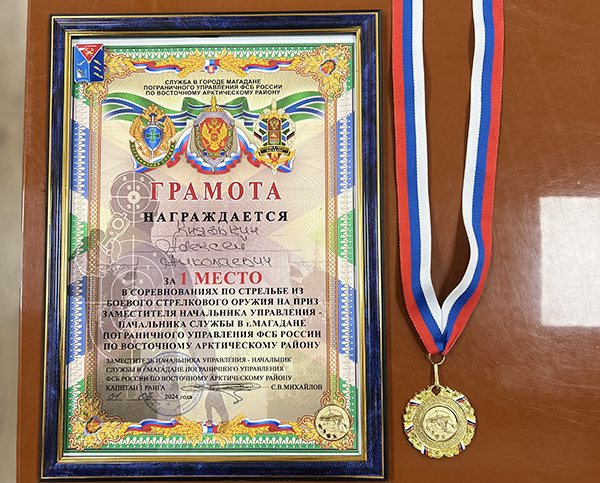 СЛУЖБА В ГОРОДЕ МАГАДАНЕ
ПОГРАНИЧНОГО УПРАВЛЕНИЯ ФСБ РОССИИ
ПО ВОСТОЧНОМУ АРКТИЧЕСКОМУ РАЙОНУ
ГРАМОТА
НАГРАЖДАЕТСЯ
Алексей
Николаевич
ЗА 1 МЕСТО
В СОРЕВНОВАНИЯХ ПО СТРЕЛЬБЕ ИЗ
БОЕВОГО СТРЕЛКОВОГО ОРУЖИЯ НА ПРИЗ
ЗАМЕСТИТЕЛЯ НАЧАЛЬНИКА УПРАВЛЕНИЯ -
НАЧАЛЬНИКА СЛУЖБЫ В г.МАГАДАНЕ
ПОГРАНИЧНОГО УПРАВЛЕНИЯ ФСБ РОССИИ
ПО ВОСТОЧНОМУ АРКТИЧЕСКОМУ РАЙОНУ
ЗАМЕСТИТЕЛЬ НАЧАЛЬНИКА УПРАВЛЕНИЯ - НАЧАЛЬНИК
СЛУЖБЫ В Г.МАГАДАНЕ ПОГРАНИЧНОГО УПРАВЛЕНИЯ
ФСБ РОССИИ ПО ВОСТОЧНОМУ АРКТИЧЕСКОМУ РАЙОНУ
КАПИТАН 1 РАНГА С.В.МИХАЙЛОВ
01 06 2024 года